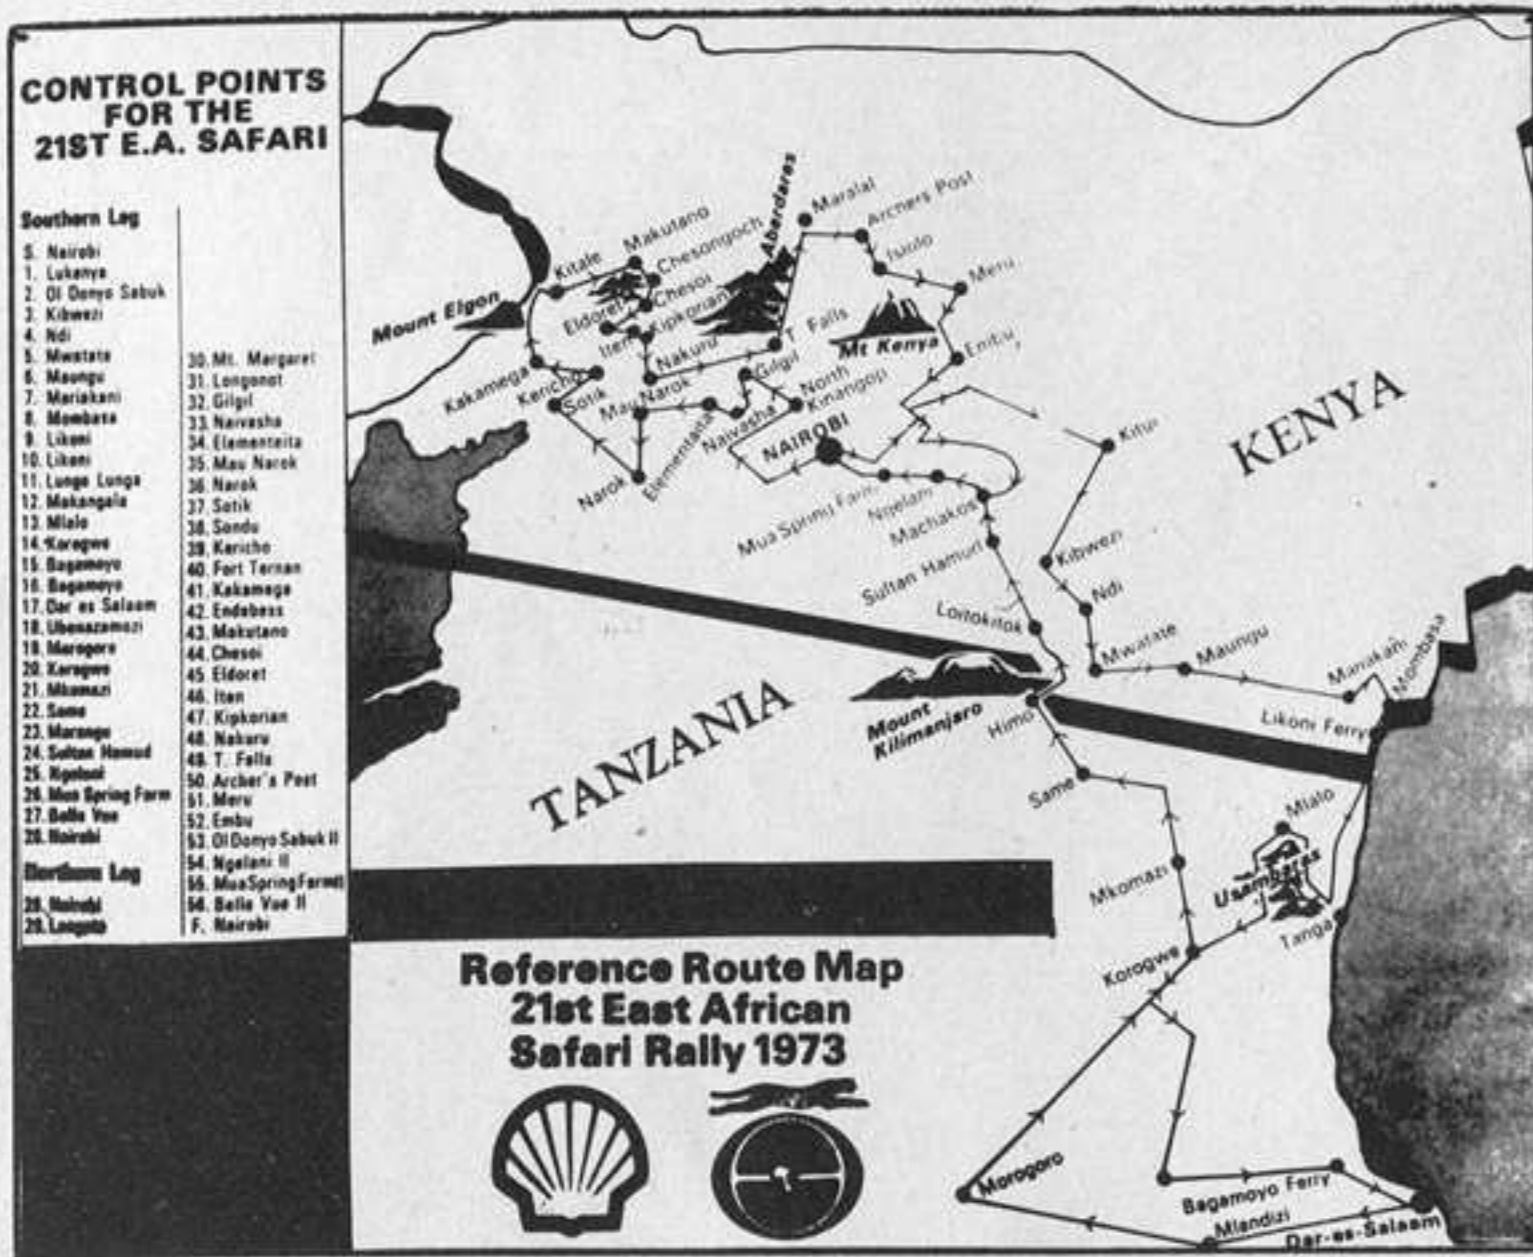 CONTROL POINTS
FOR THE
21ST E.A. SAFARI
Southern Leg
S. Nairobi
1. Lukenya
2. Ol Donyo Sabuk
3. Kibwezi
4. Ndi
5. Mwatate
6. Maungu
7. Mariakani
8. Mombasa
9. Likoni
10. Likoni
11. Lunga Lunga
12. Makangala
13. Mlalo
14. Korogwe
15. Bagamoyo
16. Bagamoyo
17. Dar es Salaam
18. Ubenazamozi
19. Morogoro
20. Korogwe
21. Mkomazi
22. Same
23. Marangu
24. Sultan Hamud
25. Ngelani
26. Mua Spring Farm
27. Belle Vue
28. Nairobi
Northern Leg
28. Nairobi
29. Langata
30. Mt. Margaret
31. Longonot
32. Gilgil
33. Naivasha
34. Elementeita
35. Mau Narok
36. Narok
37. Sotik
38. Sondu
39. Kericho
40. Fort Ternan
41. Kakamega
42. Endebess
43. Makutano
44. Chesoi
45. Eldoret
46. Iten
47. Kipkorian
48. Nakuru
49. T. Falls
50. Archer's Post
51. Meru
52. Embu
53. Ol Donyo Sabuk II
54. Ngelani II
55. Mua Spring Farm II
56. Belle Vue II
F. Nairobi
Aberdares
Maralal
Archers Post
Makutano
Chesongoch
Kitale
Isiolo
Meru
Chesoi
Mount Elgon
Eldoret
Kipkorian
Iten
T. Falls
Mt Kenya
Embu
Nakuru
Gilgil
Kakamega
Kericho
Sotik
Mau Narok
North
Kinangop
Naivasha
NAIROBI
Kitui
KENYA
Narok
Elementaita
Mua Spring Farm
Ngelani
Machakos
Kibwezi
Sultan Hamud
Ndi
Loitokitok
Mwatate
Maungu
Mariakani
Mombasa
TANZANIA
Mount
Kilimanjaro
Himo
Likoni Ferry
Same
Mlalo
Usambaras
Mkomazi
Tanga
Korogwe
Reference Route Map
21st East African
Safari Rally 1973
Morogoro
Bagamoyo Ferry
Mlandizi
Dar-es-Salaam